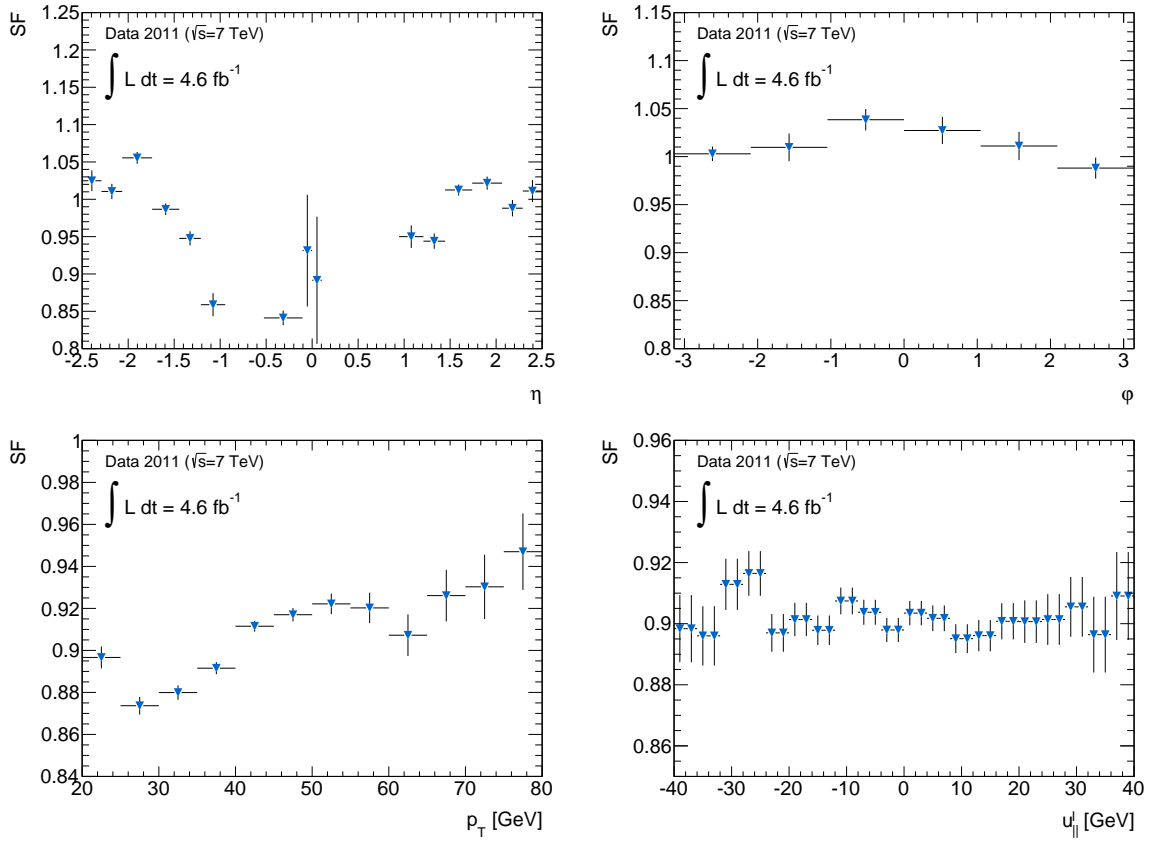 SF
1.25
1.2
1.15
1.1
1.05
1
0.95
0.9
0.85
0.8
Data 2011 (√s=7 TeV)
∫ L dt = 4.6 fb⁻¹
-2.5 -2 -1.5 -1 -0.5 0 0.5 1 1.5 2 2.5
η
SF
1.15
1.1
1.05
1
0.95
0.9
0.85
0.8
Data 2011 (√s=7 TeV)
∫ L dt = 4.6 fb⁻¹
-3 -2 -1 0 1 2 3
φ
SF
1
0.98
0.96
0.94
0.92
0.9
0.88
0.86
0.84
Data 2011 (√s=7 TeV)
∫ L dt = 4.6 fb⁻¹
20 30 40 50 60 70 80
p_T [GeV]
SF
0.96
0.94
0.92
0.9
0.88
0.86
Data 2011 (√s=7 TeV)
∫ L dt = 4.6 fb⁻¹
-40 -30 -20 -10 0 10 20 30 40
u_||^l [GeV]